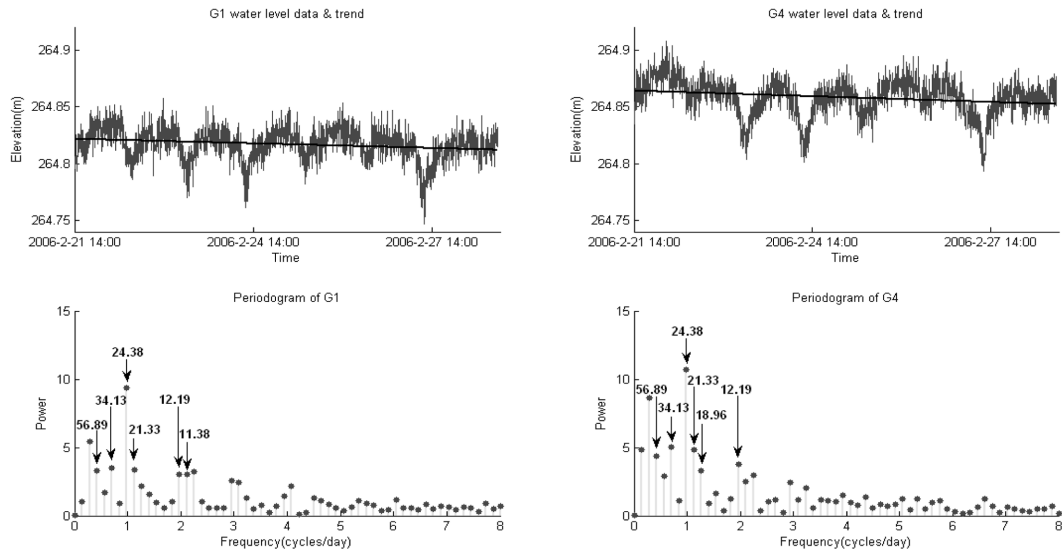 G1 water level data & trend
264.9
264.85
264.8
264.75
Elevation(m)
2006-2-21 14:00
2006-2-24 14:00
2006-2-27 14:00
Time
G4 water level data & trend
264.9
264.85
264.8
264.75
Elevation(m)
2006-2-21 14:00
2006-2-24 14:00
2006-2-27 14:00
Time
Periodogram of G1
15
10
5
0
Power
56.89
34.13
24.38
21.33
12.19
11.38
0 1 2 3 4 5 6 7 8
Frequency(cycles/day)
Periodogram of G4
15
10
5
0
Power
56.89
34.13
24.38
21.33
18.96
12.19
0 1 2 3 4 5 6 7 8
Frequency(cycles/day)